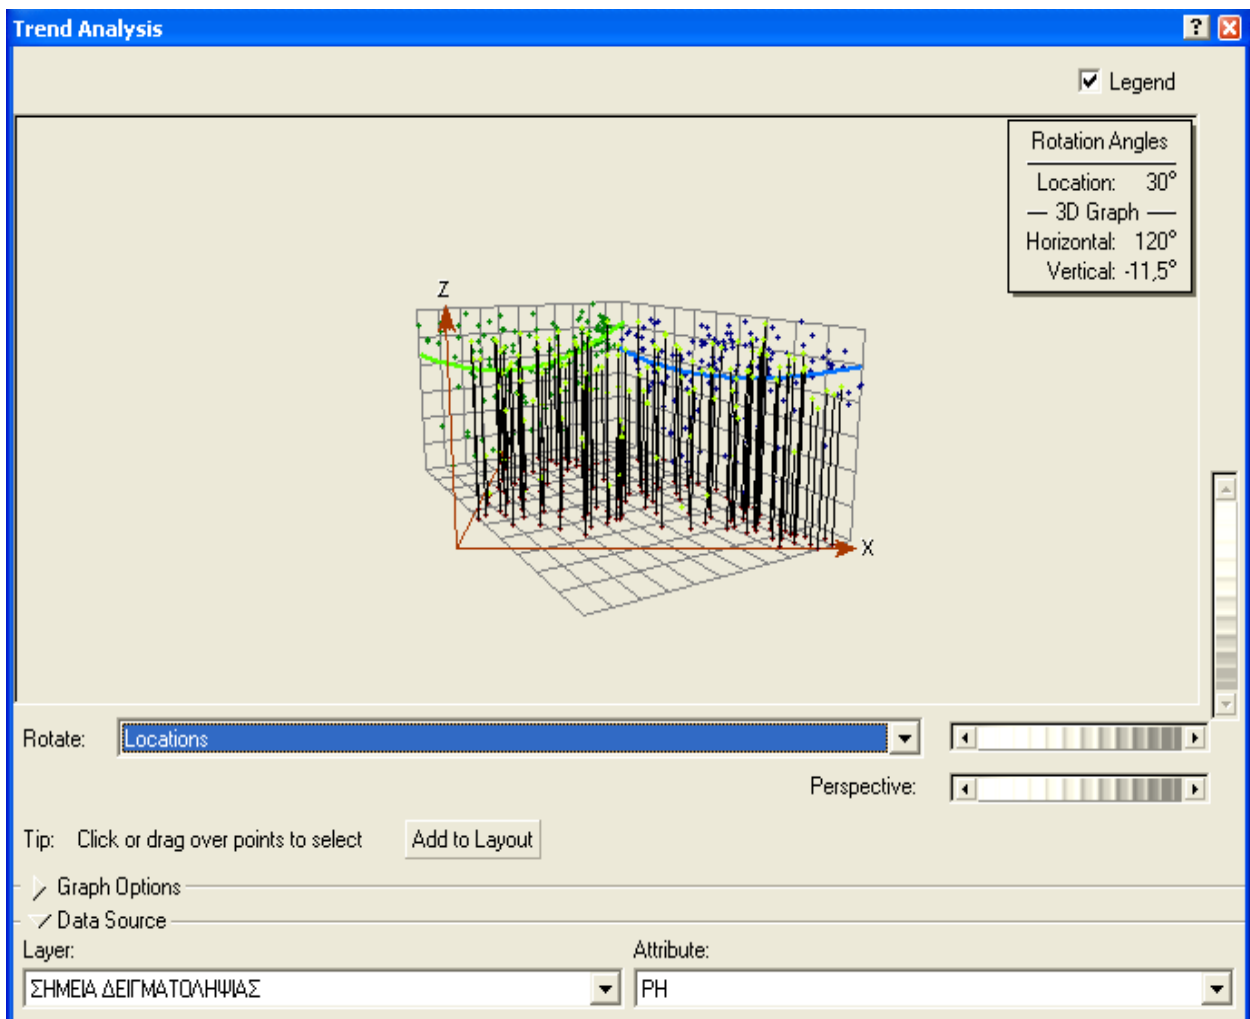 Trend Analysis
Legend
Rotation Angles
Location: 30°
3D Graph
Horizontal: 120°
Vertical: -11,5°
Z
X
Rotate: Locations
Perspective:
Tip: Click or drag over points to select Add to Layout
Graph Options
Data Source
Layer: Attribute:
ΣΗΜΕΙΑ ΔΕΙΓΜΑΤΟΛΗΨΙΑΣ PH